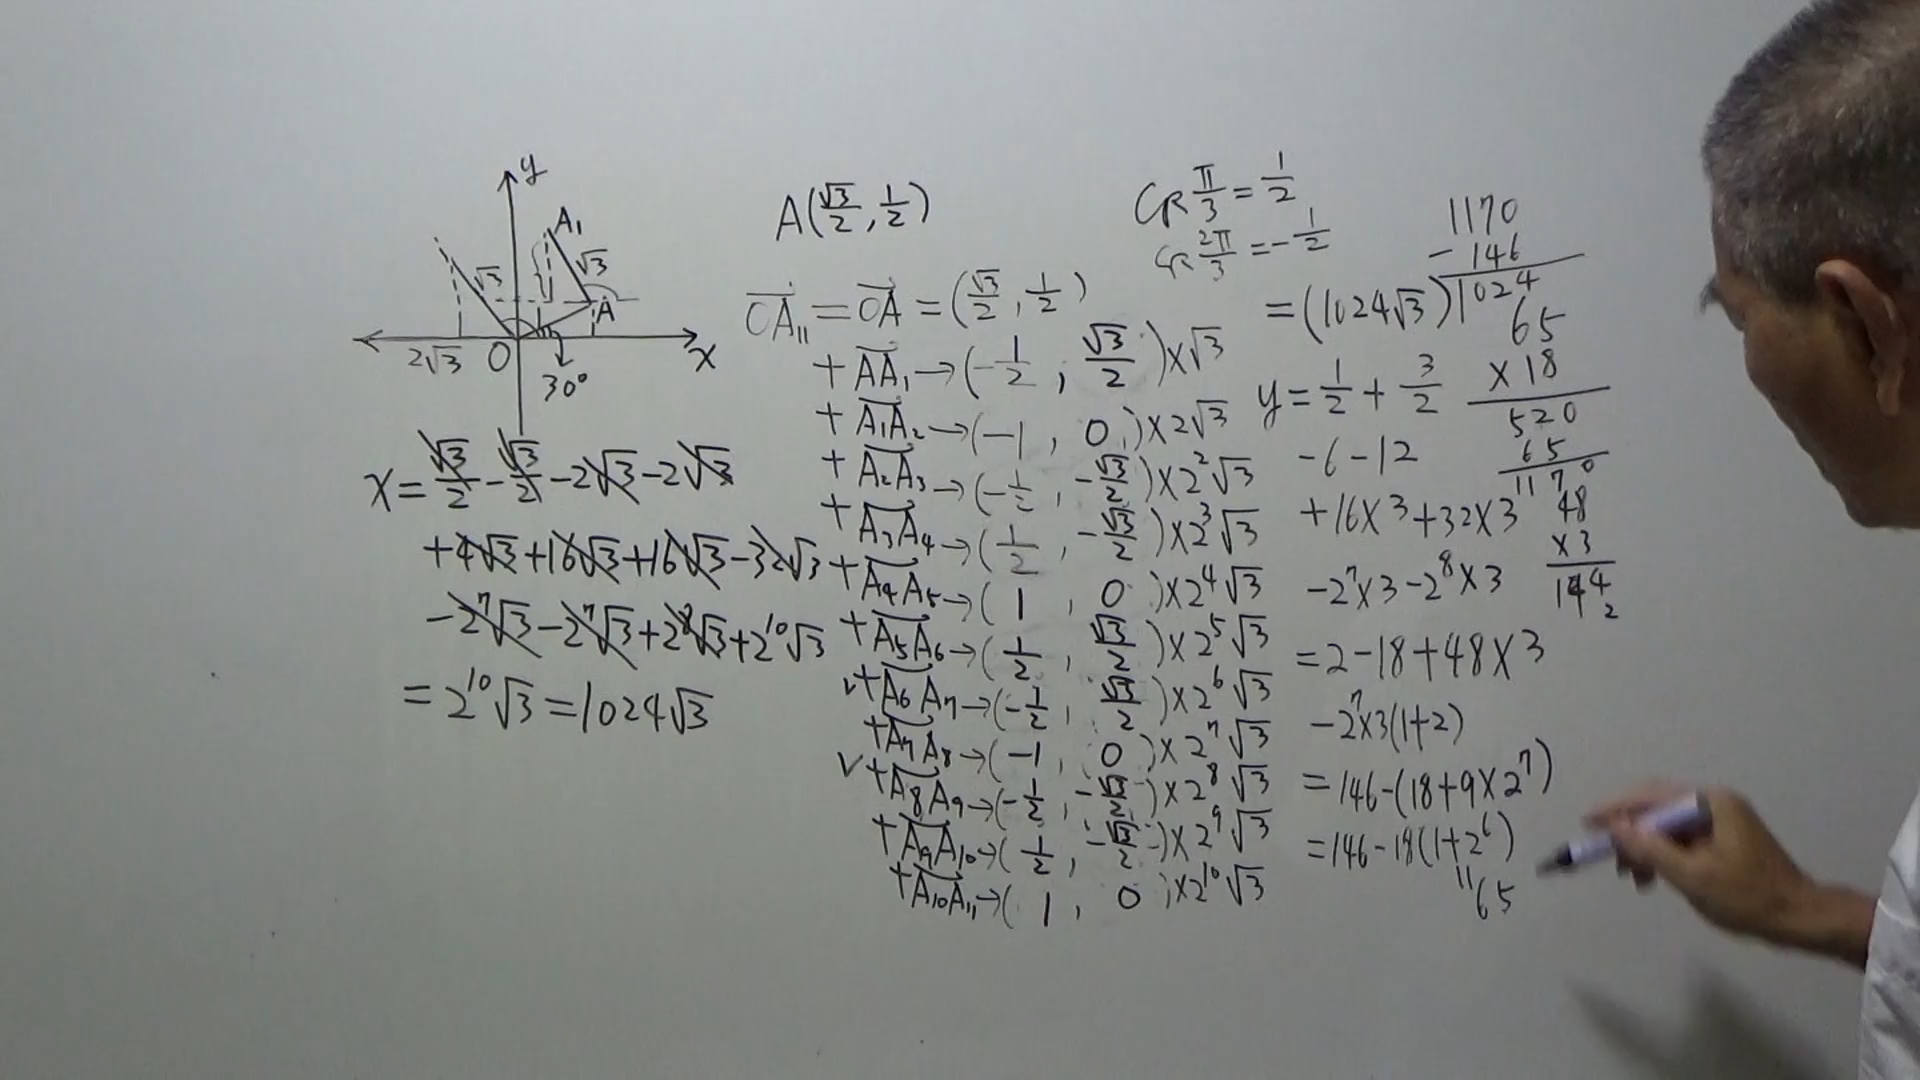 y
A₁
√3
√3
A
2√3 O x
30°
A(√3/2, 1/2)
OA₁₁ = OA = (√3/2, 1/2)
+ AA₁ → (-1/2, √3/2) × √3
+ A₁A₂ → (-1, 0) × 2√3
+ A₂A₃ → (-1/2, -√3/2) × 2²√3
+ A₃A₄ → (1/2, -√3/2) × 2³√3
+ A₄A₅ → (1, 0) × 2⁴√3
+ A₅A₆ → (1/2, √3/2) × 2⁵√3
+ A₆A₇ → (-1/2, √3/2) × 2⁶√3
+ A₇A₈ → (-1, 0) × 2⁷√3
+ A₈A₉ → (-1/2, -√3/2) × 2⁸√3
+ A₉A₁₀ → (1/2, -√3/2) × 2⁹√3
+ A₁₀A₁₁ → (1, 0) × 2¹⁰√3
x = √3/2 - √3/2 - 2√3 - 2√3
+ 4√3 + 16√3 + 16√3 - 32√3
- 2⁷√3 - 2⁷√3 + 2⁸√3 + 2¹⁰√3
= 2¹⁰√3 = 1024√3
π/3 = 1/2
2π/3 = -1/2
= (1024√3)
y = 1/2 + 3/2
- 6 - 12
+ 16×3 + 32×3
- 2⁷×3 - 2⁸×3
= 2 - 18 + 48×3
- 2⁷×3(1+2)
= 146 - (18 + 9×2⁷)
= 146 - 18(1+2⁶)
65
1170
- 146
1024
65
× 18
520
65
1170
48
× 3
144
2